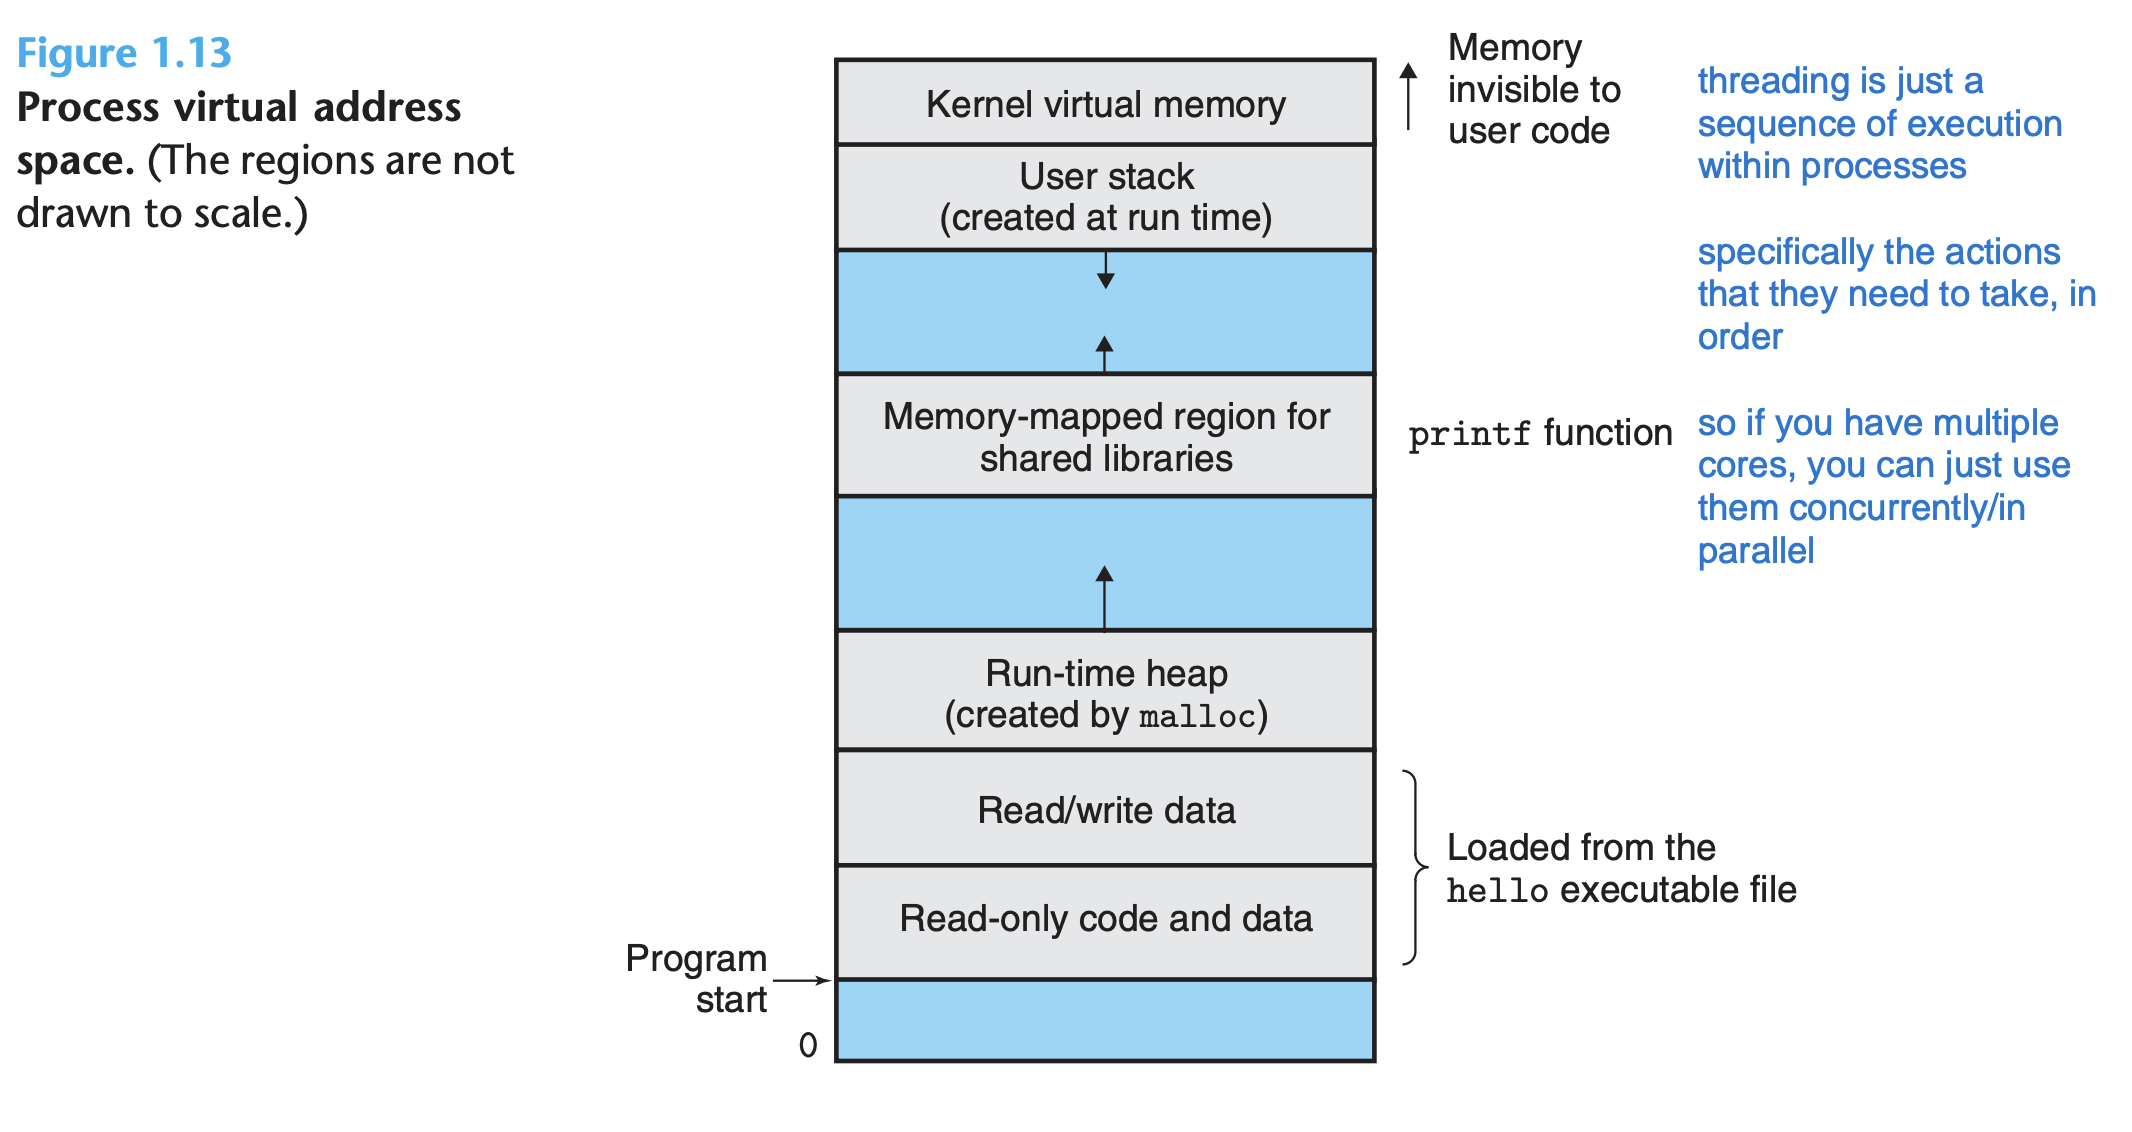 Figure 1.13
Process virtual address
space. (The regions are not
drawn to scale.)
Kernel virtual memory
Memory
invisible to
user code
User stack
(created at run time)
Memory-mapped region for
shared libraries
printf function
Run-time heap
(created by malloc)
Read/write data
Read-only code and data
Loaded from the
hello executable file
Program
start
0
threading is just a
sequence of execution
within processes
specifically the actions
that they need to take, in
order
so if you have multiple
cores, you can just use
them concurrently/in
parallel